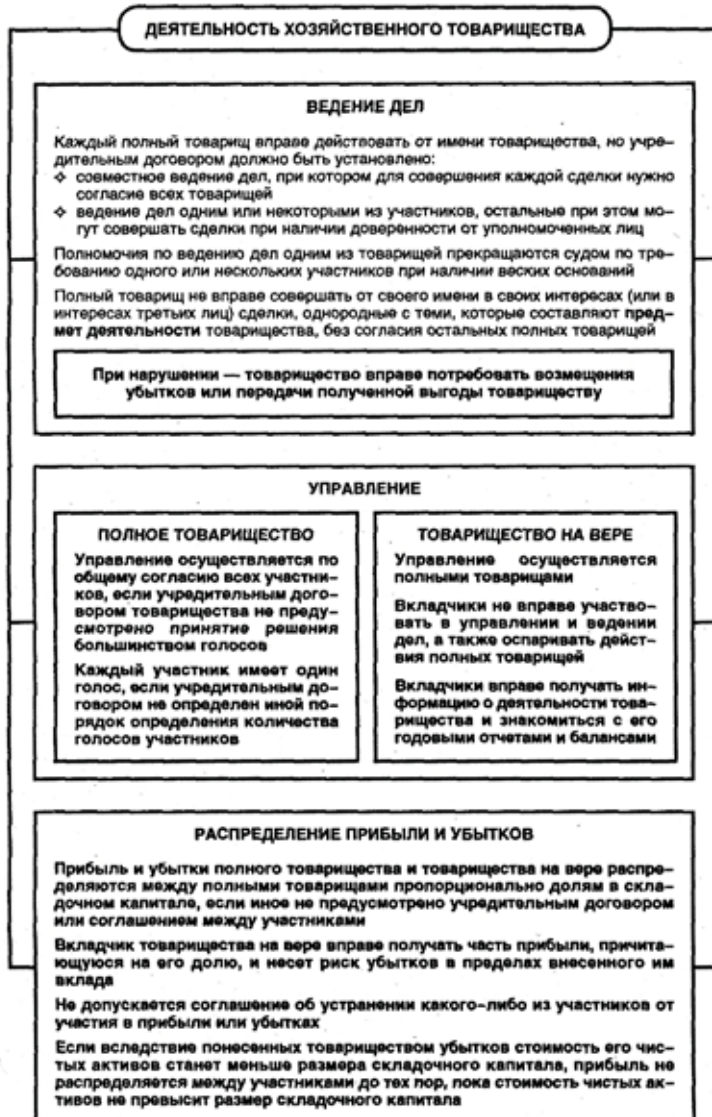 ДЕЯТЕЛЬНОСТЬ ХОЗЯЙСТВЕННОГО ТОВАРИЩЕСТВА
ВЕДЕНИЕ ДЕЛ
Каждый полный товарищ вправе действовать от имени товарищества, но учре-
дительным договором должно быть установлено:
❖ совместное ведение дел, при котором для совершения каждой сделки нужно
согласие всех товарищей
❖ ведение дел одним или некоторыми из участников, остальные при этом мо-
гут совершать сделки при наличии доверенности от уполномоченных лиц
Полномочия по ведению дел одним из товарищей прекращаются судом по тре-
бованию одного или нескольких участников при наличии веских оснований
Полный товарищ не вправе совершать от своего имени в своих интересах (или в
интересах третьих лиц) сделки, однородные с теми, которые составляют пред-
мет деятельности товарищества, без согласия остальных полных товарищей
При нарушении — товарищество вправе потребовать возмещения
убытков или передачи полученной выгоды товариществу
УПРАВЛЕНИЕ
ПОЛНОЕ ТОВАРИЩЕСТВО
Управление осуществляется по
общему согласию всех участни-
ков, если учредительным дого-
вором товарищества не преду-
смотрено принятие решения
большинством голосов
Каждый участник имеет один
голос, если учредительным до-
говором не определен иной по-
рядок определения количества
голосов участников
ТОВАРИЩЕСТВО НА ВЕРЕ
Управление осуществляется
полными товарищами
Вкладчики не вправе участво-
вать в управлении и ведении
дел, а также оспаривать дейст-
вия полных товарищей
Вкладчики вправе получать ин-
формацию о деятельности това-
рищества и знакомиться с его
годовыми отчетами и балансами
РАСПРЕДЕЛЕНИЕ ПРИБЫЛИ И УБЫТКОВ
Прибыль и убытки полного товарищества и товарищества на вере распре-
деляются между полными товарищами пропорционально долям в скла-
дочном капитале, если иное не предусмотрено учредительным договором
или соглашением между участниками
Вкладчик товарищества на вере вправе получать часть прибыли, причита-
ющуюся на его долю, и несет риск убытков в пределах внесенного им
вклада
Не допускается соглашение об устранении какого-либо из участников от
участия в прибыли или убытках
Если вследствие понесенных товариществом убытков стоимость его чис-
тых активов станет меньше размера складочного капитала, прибыль не
распределяется между участниками до тех пор, пока стоимость чистых ак-
тивов не превысит размер складочного капитала